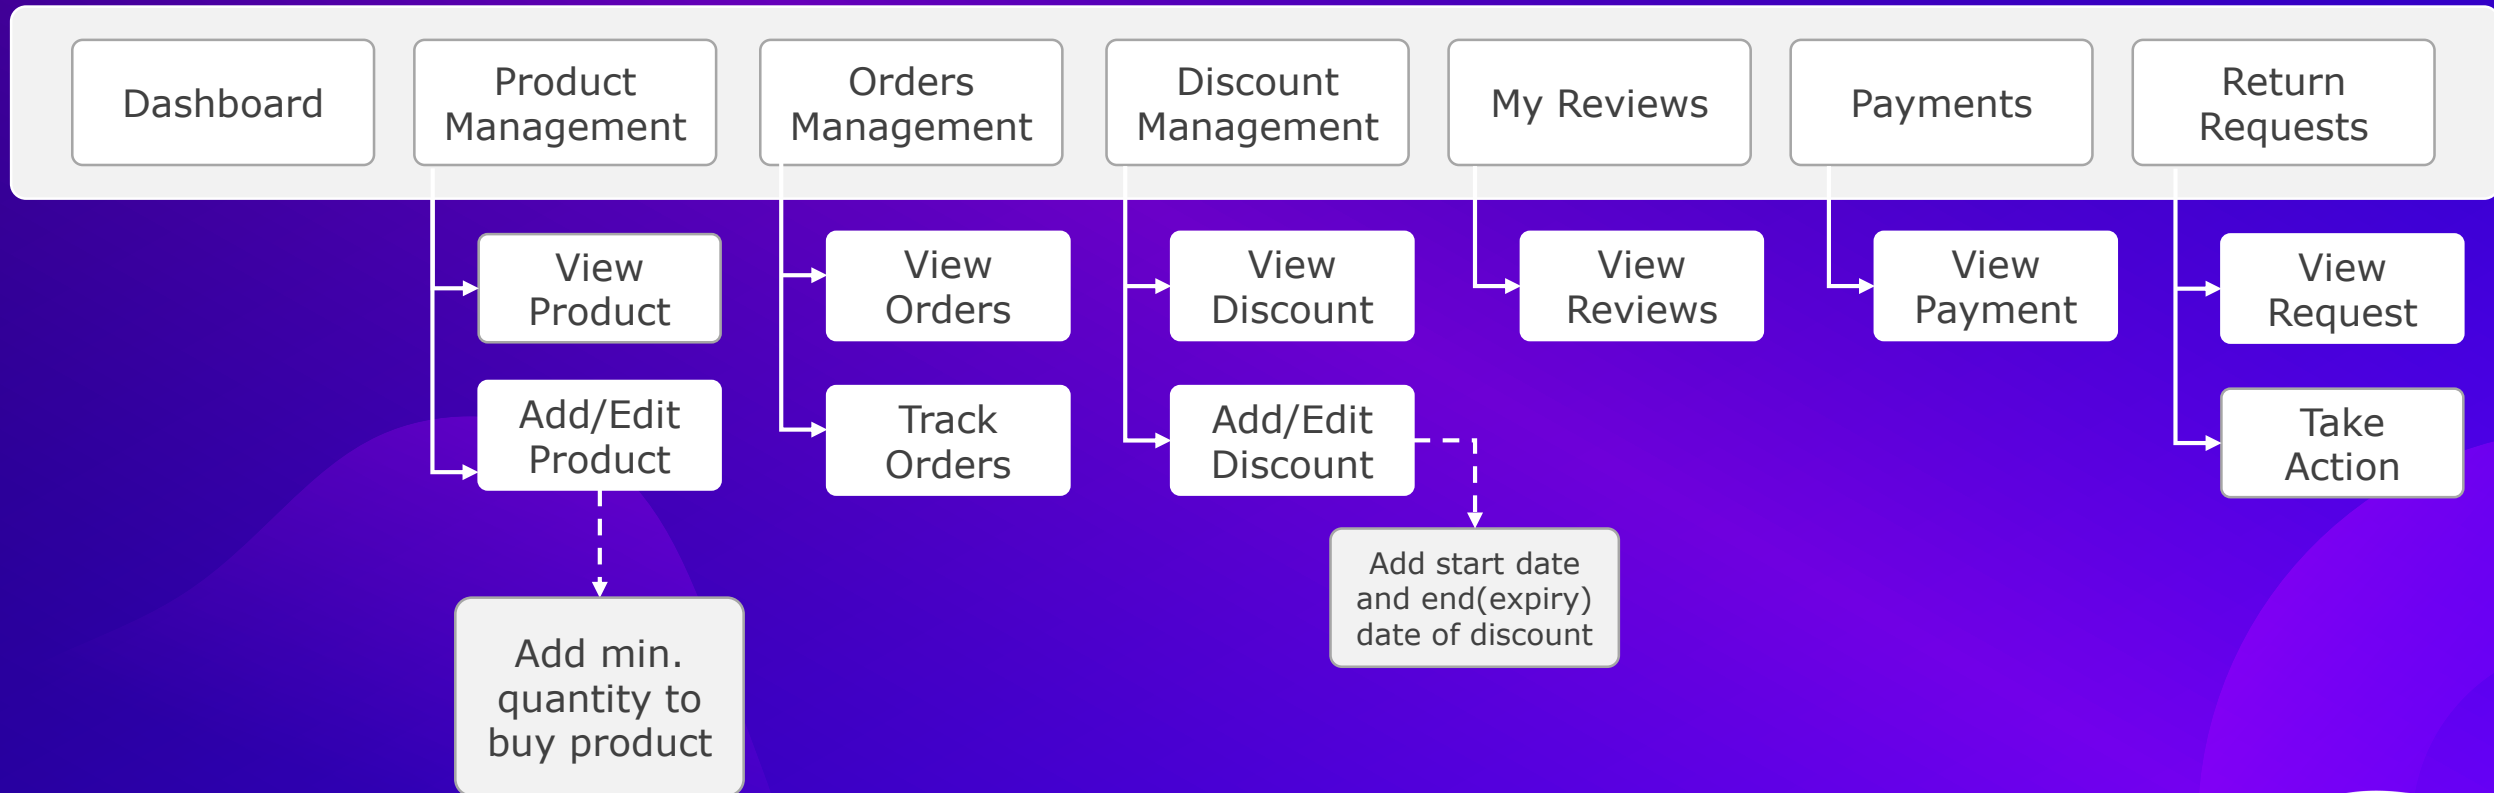 Dashboard
Product
Management
Orders
Management
Discount
Management
My Reviews
Payments
Return
Requests
View
Product
View
Orders
View
Discount
View
Reviews
View
Payment
View
Request
Add/Edit
Product
Track
Orders
Add/Edit
Discount
Take
Action
Add start date
and end(expiry)
date of discount
Add min.
quantity to
buy product